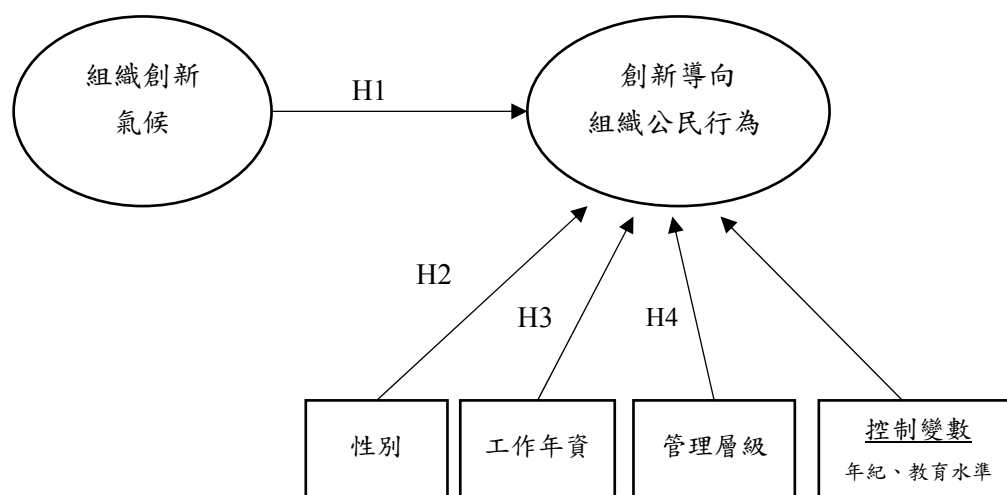 組織創新
氣候
H1
創新導向
組織公民行為
H2
H3
H4
性別
工作年資
管理層級
控制變數
年紀、教育水準